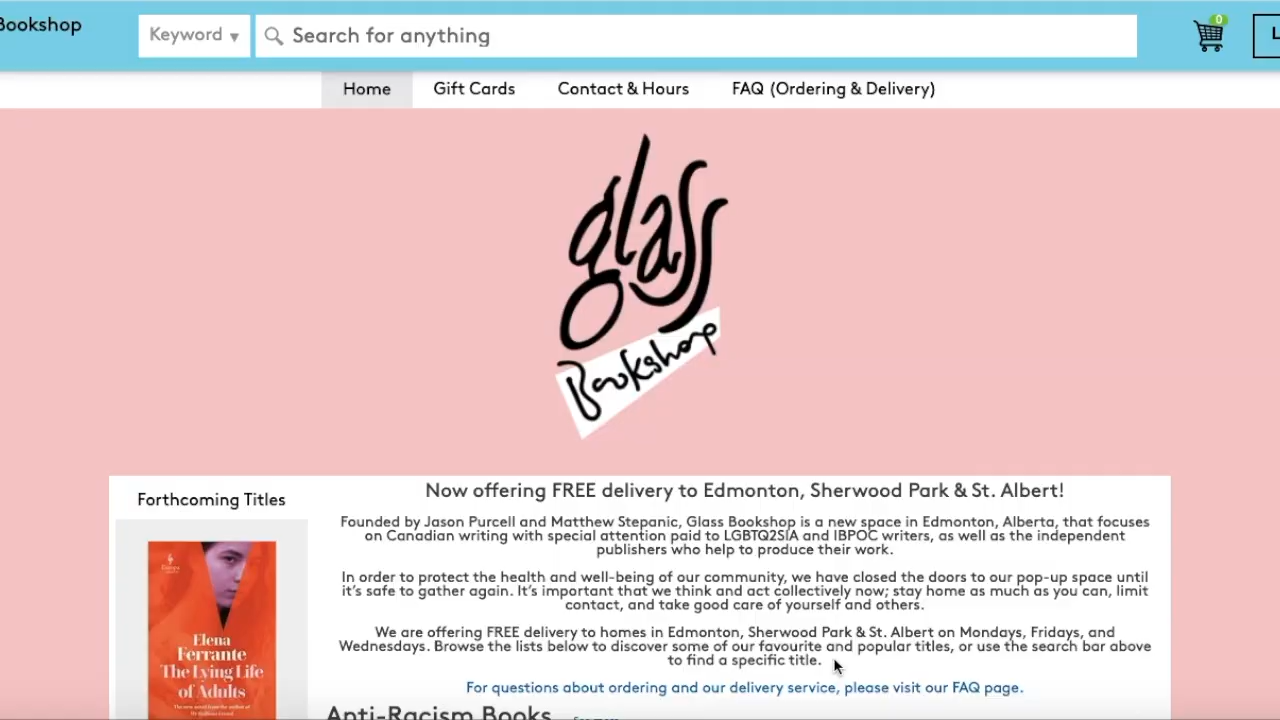 Bookshop
Keyword ▼
Search for anything
0
L
Home
Gift Cards
Contact & Hours
FAQ (Ordering & Delivery)
glass
Bookshop
Forthcoming Titles
Elena
Ferrante
The Lying Life
of Adults
Now offering FREE delivery to Edmonton, Sherwood Park & St. Albert!
Founded by Jason Purcell and Matthew Stepanic, Glass Bookshop is a new space in Edmonton, Alberta, that focuses
on Canadian writing with special attention paid to LGBTQ2SIA and IBPOC writers, as well as the independent
publishers who help to produce their work.
In order to protect the health and well-being of our community, we have closed the doors to our pop-up space until
it's safe to gather again. It's important that we think and act collectively now; stay home as much as you can, limit
contact, and take good care of yourself and others.
We are offering FREE delivery to homes in Edmonton, Sherwood Park & St. Albert on Mondays, Fridays, and
Wednesdays. Browse the lists below to discover some of our favourite and popular titles, or use the search bar above
to find a specific title.
For questions about ordering and our delivery service, please visit our FAQ page.
Anti-Racism Books